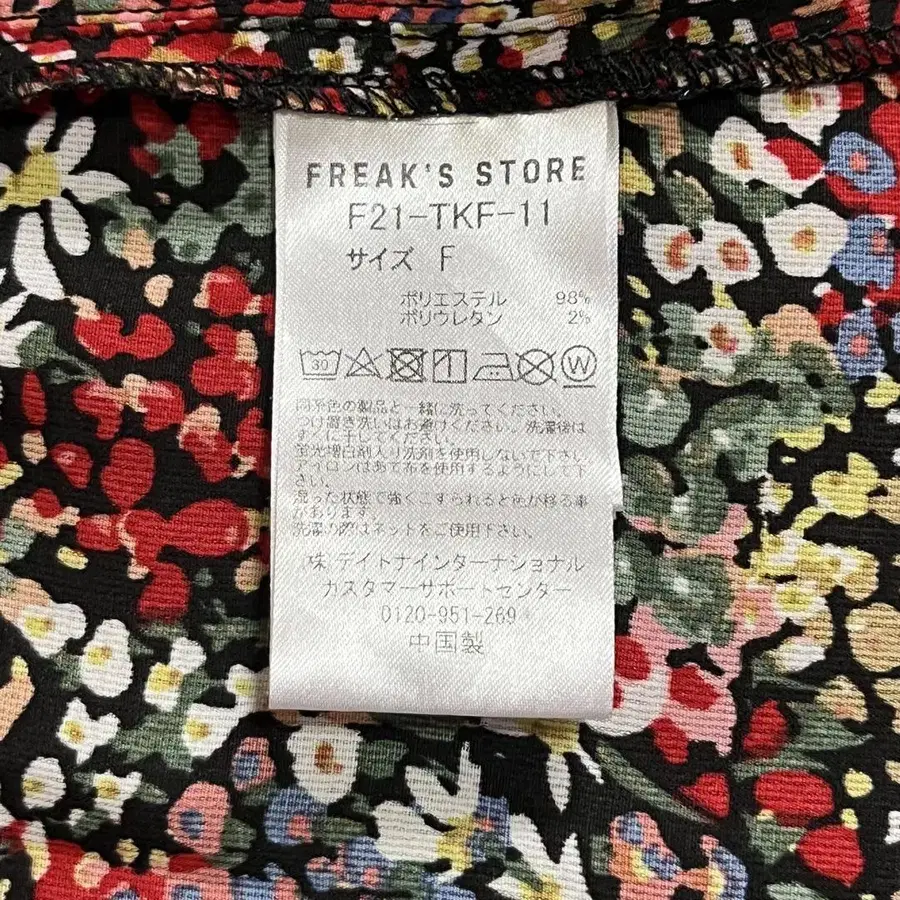 FREAK'S STORE
F21-TKF-11
サイズ F
ポリエステル 98%
ポリウレタン 2%
30
W
同系色の製品と一緒に洗ってください。
つけ置き洗いはお避けください。洗濯後は
すぐに干してください。
蛍光増白剤入り洗剤を使用しないで下さい。
アイロンはあて布を使用するようにして下
さい。
湿った状態で強くこすられると色が移る事
があります。
洗濯の際はネットをご使用下さい。
(株)デイトナインターナショナル
カスタマーサポートセンター
0120-951-269
中国製